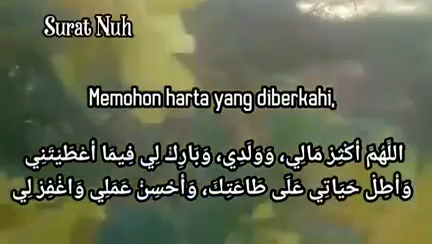 Surat Nuh
Memohon harta yang diberkahi,
اللَّهُمَّ أَكْثِرْ مَالِي، وَوَلَدِي، وَبَارِكْ لِي فِيمَا أَعْطَيْتَنِي
وَأَطِلْ حَيَاتِي عَلَى طَاعَتِكَ، وَأَحْسِنْ عَمَلِي وَاغْفِرْ لِي